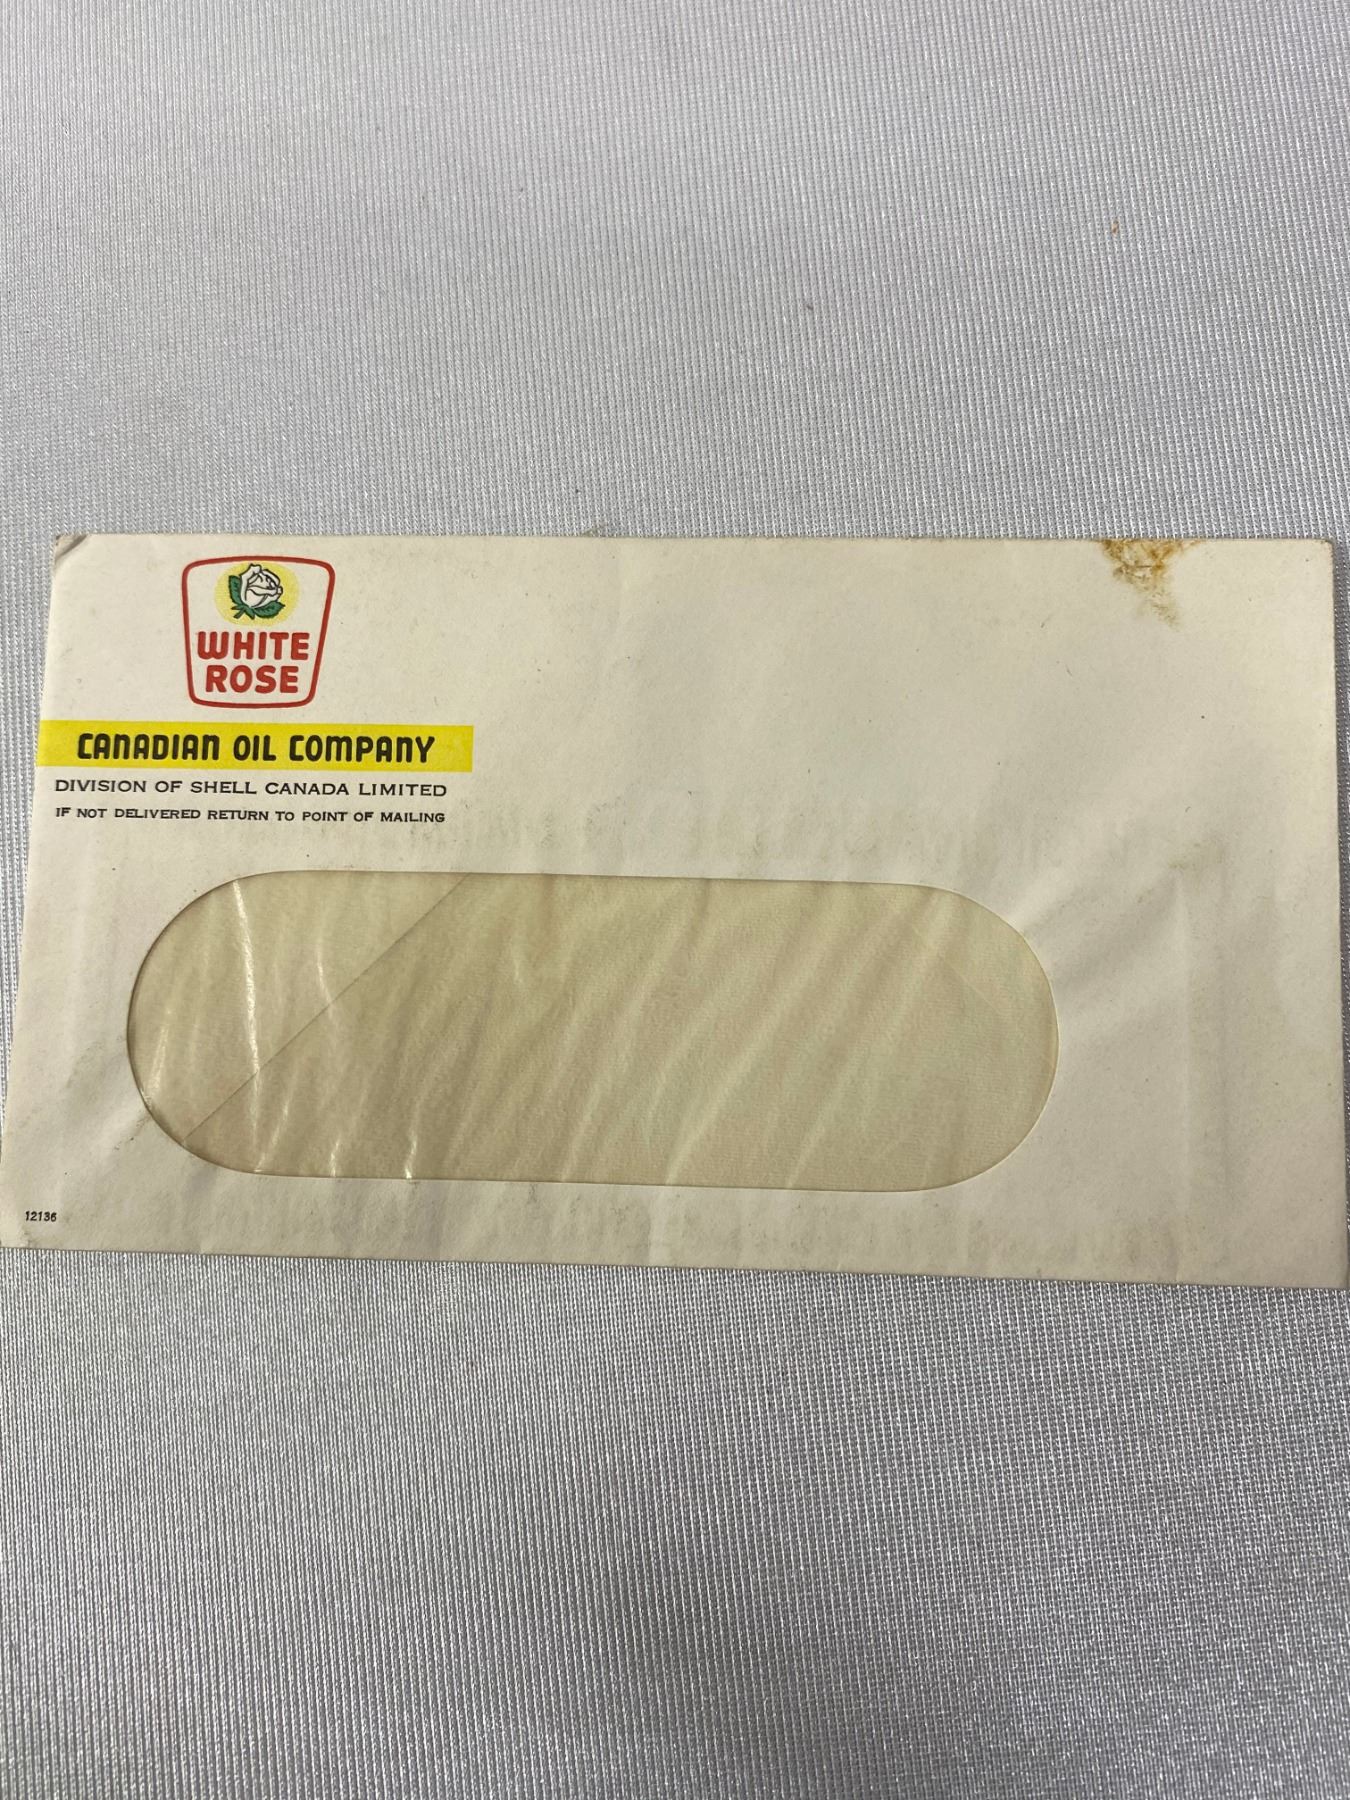 WHITE
ROSE
CANADIAN OIL COMPANY
DIVISION OF SHELL CANADA LIMITED
IF NOT DELIVERED RETURN TO POINT OF MAILING
12136